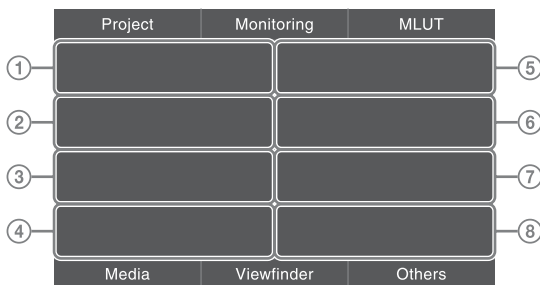 Project Monitoring MLUT
① ⑤
② ⑥
③ ⑦
④ ⑧
Media Viewfinder Others